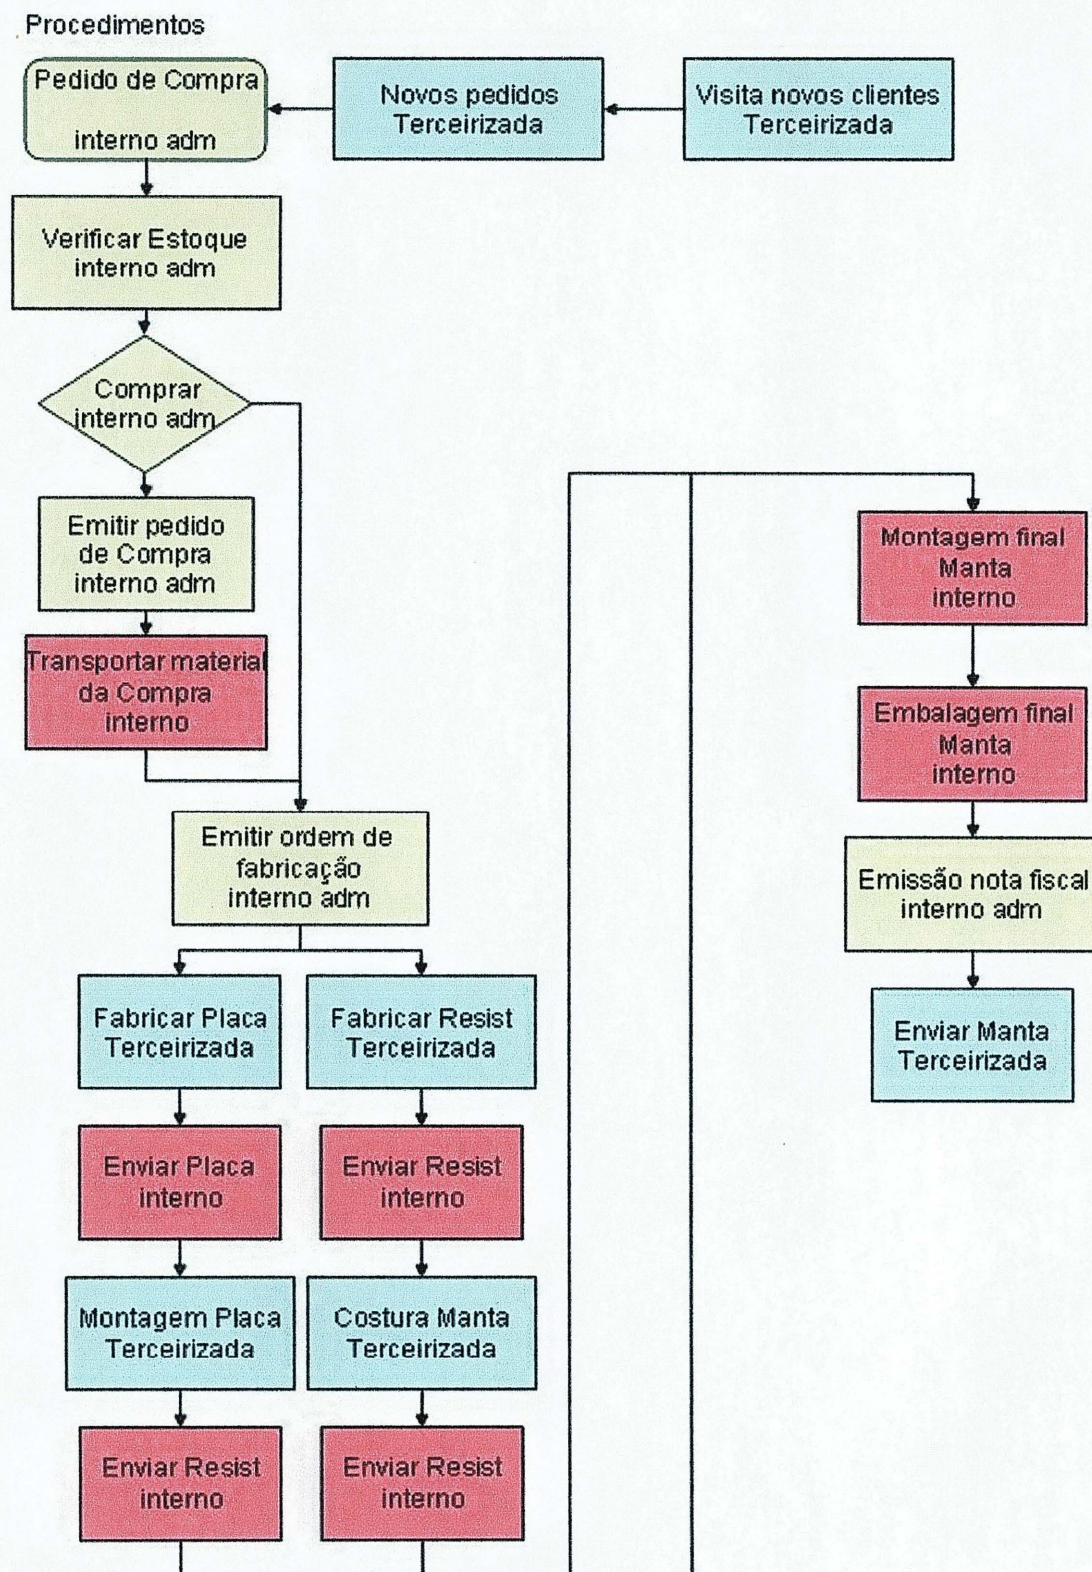 Procedimentos
Pedido de Compra
interno adm
Novos pedidos
Terceirizada
Visita novos clientes
Terceirizada
Verificar Estoque
interno adm
Comprar
interno adm
Emitir pedido
de Compra
interno adm
Transportar material
da Compra
interno
Emitir ordem de
fabricação
interno adm
Fabricar Placa
Terceirizada
Fabricar Resist
Terceirizada
Enviar Placa
interno
Enviar Resist
interno
Montagem Placa
Terceirizada
Costura Manta
Terceirizada
Enviar Resist
interno
Enviar Resist
interno
Montagem final
Manta
interno
Embalagem final
Manta
interno
Emissão nota fiscal
interno adm
Enviar Manta
Terceirizada